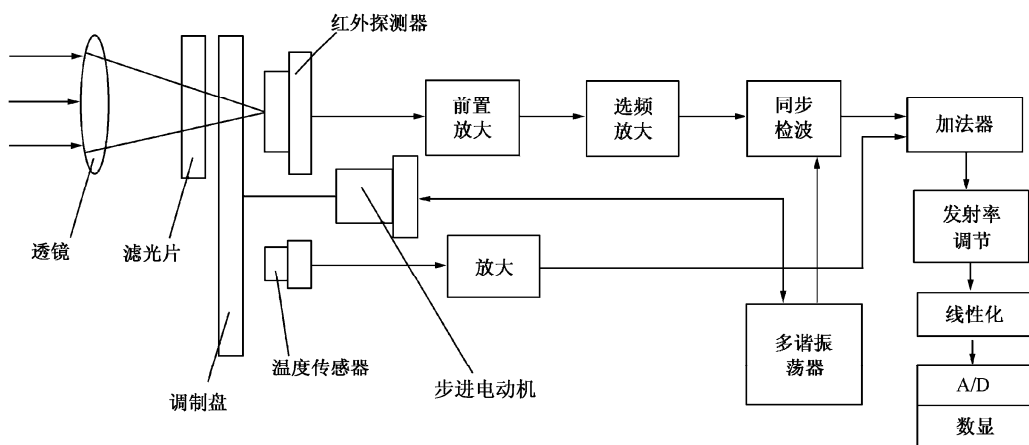 红外探测器
前置
放大
选频
放大
同步
检波
加法器
发射率
调节
透镜
滤光片
放大
线性化
温度传感器
步进电动机
多谐振
荡器
调制盘
A/D
数显